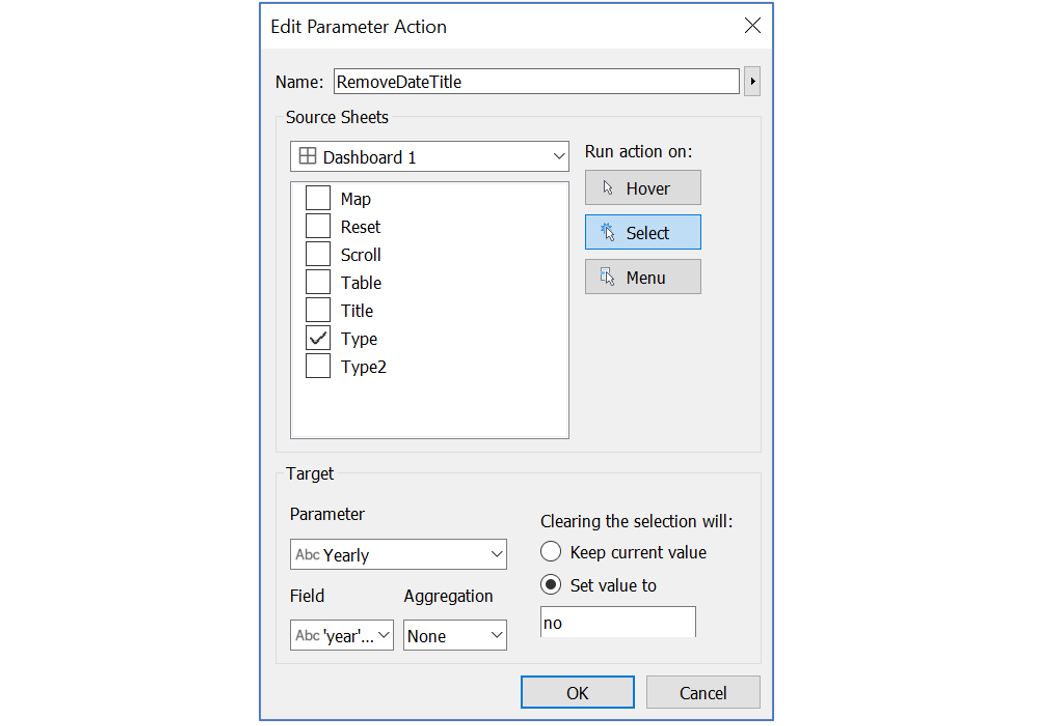 Edit Parameter Action
Name: RemoveDateTitle
Source Sheets
Dashboard 1
Run action on:
Map
Hover
Reset
Select
Scroll
Menu
Table
Title
Type
Type2
Target
Parameter
Clearing the selection will:
Abc Yearly
Keep current value
Field Aggregation
Set value to
Abc 'year'... None
no
OK Cancel